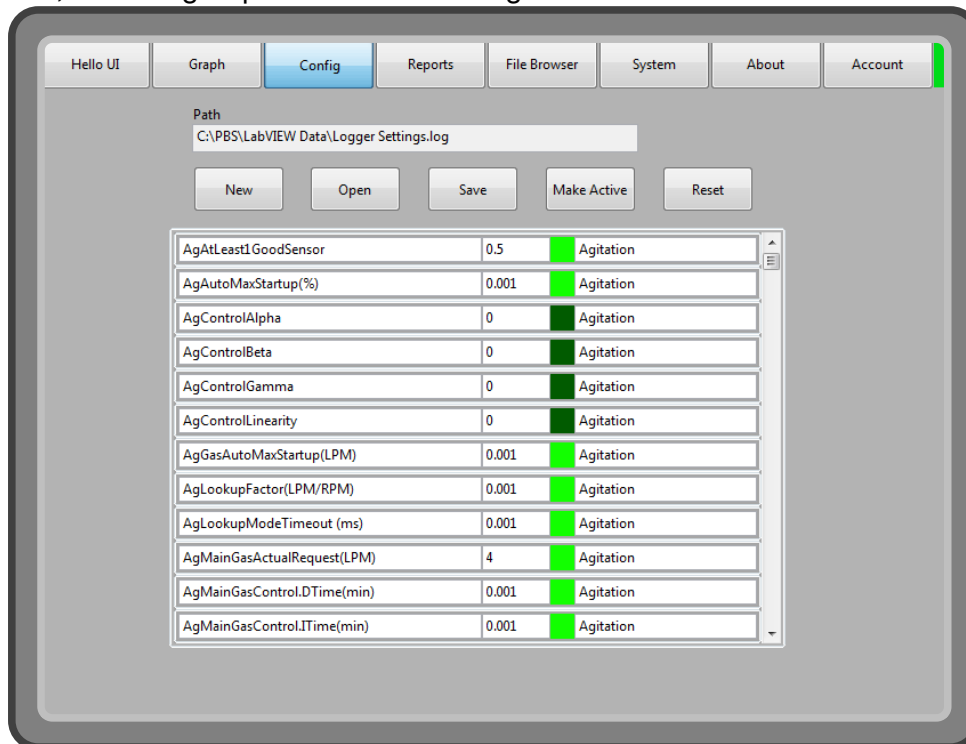 Hello UI Graph Config Reports File Browser System About Account
Path
C:\PBS\LabVIEW Data\Logger Settings.log
New Open Save Make Active Reset
AgAtLeast1GoodSensor 0.5 Agitation
AgAutoMaxStartup(%) 0.001 Agitation
AgControlAlpha 0 Agitation
AgControlBeta 0 Agitation
AgControlGamma 0 Agitation
AgControlLinearity 0 Agitation
AgGasAutoMaxStartup(LPM) 0.001 Agitation
AgLookupFactor(LPM/RPM) 0.001 Agitation
AgLookupModeTimeout (ms) 0.001 Agitation
AgMainGasActualRequest(LPM) 4 Agitation
AgMainGasControl.DTime(min) 0.001 Agitation
AgMainGasControl.ITime(min) 0.001 Agitation